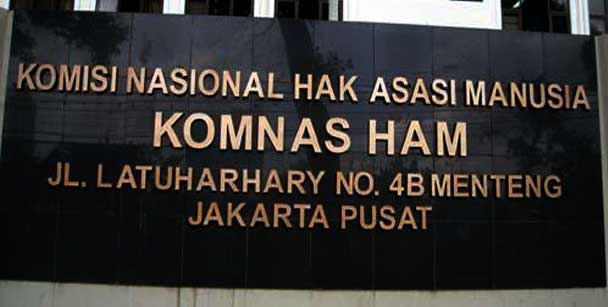 KOMISI NASIONAL HAK ASASI MANUSIA
KOMNAS HAM
JL. LATUHARHARY NO. 4B MENTENG
JAKARTA PUSAT